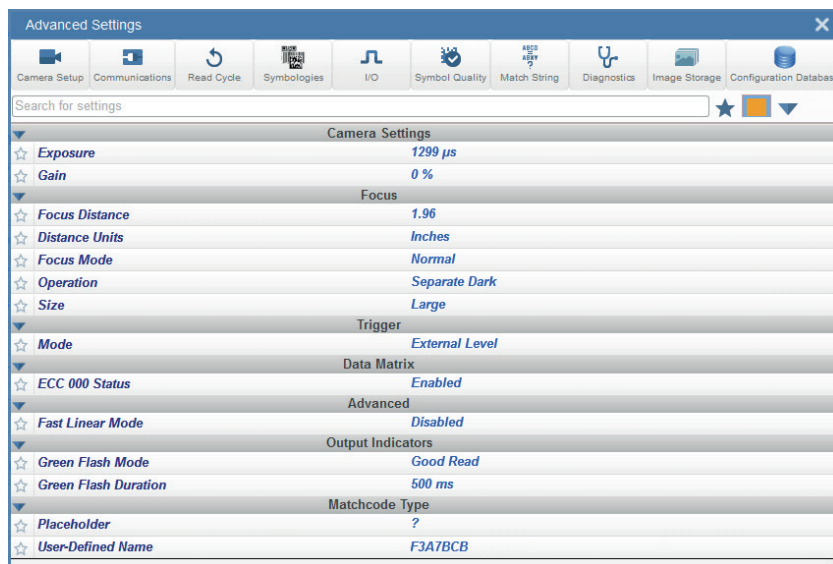 Advanced Settings
ABCD
ABXY
?
Camera Setup Communications Read Cycle Symbologies I/O Symbol Quality Match String Diagnostics Image Storage Configuration Databas
Search for settings
Camera Settings
Exposure 1299 µs
Gain 0 %
Focus
Focus Distance 1.96
Distance Units Inches
Focus Mode Normal
Operation Separate Dark
Size Large
Trigger
Mode External Level
Data Matrix
ECC 000 Status Enabled
Advanced
Fast Linear Mode Disabled
Output Indicators
Green Flash Mode Good Read
Green Flash Duration 500 ms
Matchcode Type
Placeholder ?
User-Defined Name F3A7BCB